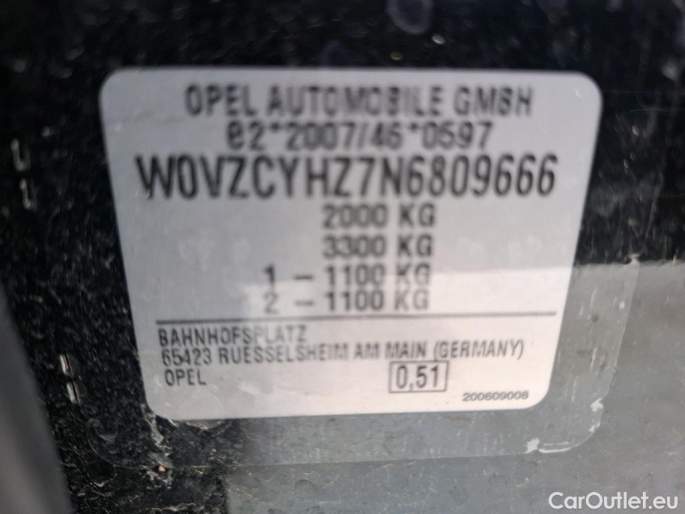 OPEL AUTOMOBILE GMBH
e2*2007/46*0597
W0VZCYHZ7N6809666
2000 KG
3300 KG
1 - 1100 KG
2 - 1100 KG
BAHNHOFSPLATZ
65423 RUESSELSHEIM AM MAIN (GERMANY)
OPEL 0,51
200609008
CarOutlet.eu